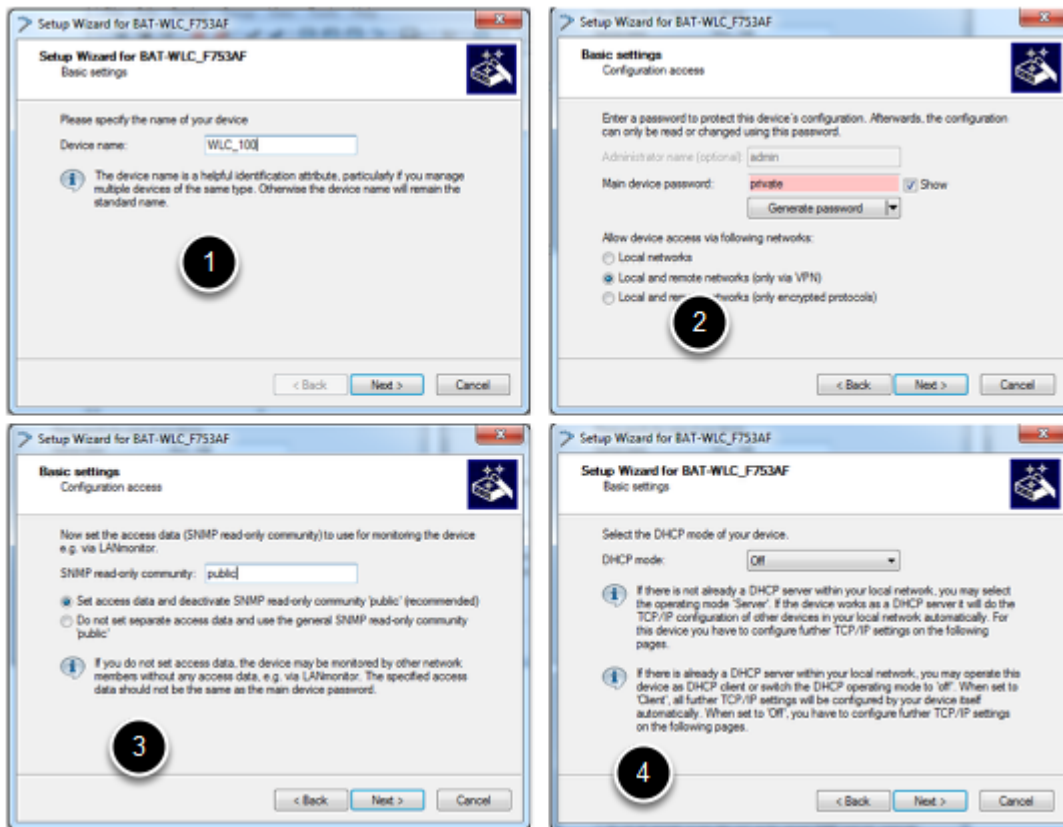 Setup Wizard for BAT-WLC_F753AF
Setup Wizard for BAT-WLC_F753AF
Basic settings
Please specify the name of your device
Device name: WLC_100
The device name is a helpful identification attribute, particularly if you manage
multiple devices of the same type. Otherwise the device name will remain the
standard name.
1
< Back Next > Cancel
Setup Wizard for BAT-WLC_F753AF
Basic settings
Configuration access
Enter a password to protect this device's configuration. Afterwards, the configuration
can only be read or changed using this password.
Administrator name (optional): admin
Main device password: private Show
Generate password
Allow device access via following networks:
Local networks
Local and remote networks (only via VPN)
Local and networks (only encrypted protocols)
2
< Back Next > Cancel
Setup Wizard for BAT-WLC_F753AF
Basic settings
Configuration access
Now set the access data (SNMP read-only community) to use for monitoring the device
e.g. via LANmonitor.
SNMP read-only community: public
Set access data and deactivate SNMP read-only community 'public' (recommended)
Do not set separate access data and use the general SNMP read-only community
'public'
If you do not set access data, the device may be monitored by other network
members without any access data, e.g. via LANmonitor. The specified access
data should not be the same as the main device password.
3
< Back Next > Cancel
Setup Wizard for BAT-WLC_F753AF
Setup Wizard for BAT-WLC_F753AF
Basic settings
Select the DHCP mode of your device.
DHCP mode: Off
If there is not already a DHCP server within your local network, you may select
the operating mode 'Server'. If the device works as a DHCP server it will do the
TCP/IP configuration of other devices in your local network automatically. For
this device you have to configure further TCP/IP settings on the following
pages.
If there is already a DHCP server within your local network, you may operate this
device as DHCP client or switch the DHCP operating mode to 'off'. When set to
'Client', all further TCP/IP settings will be configured by your device itself
automatically. When set to 'Off', you have to configure further TCP/IP settings
on the following pages.
4
< Back Next > Cancel